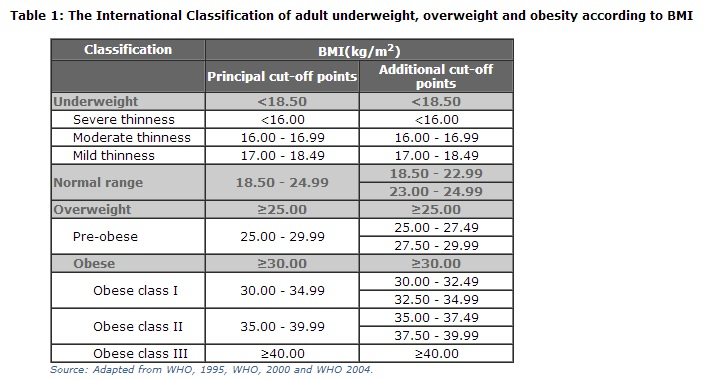 Table 1: The International Classification of adult underweight, overweight and obesity according to BMI
Classification BMI(kg/m²)
Principal cut-off points Additional cut-off points
Underweight <18.50 <18.50
Severe thinness <16.00 <16.00
Moderate thinness 16.00 - 16.99 16.00 - 16.99
Mild thinness 17.00 - 18.49 17.00 - 18.49
Normal range 18.50 - 24.99 18.50 - 22.99
23.00 - 24.99
Overweight ≥25.00 ≥25.00
Pre-obese 25.00 - 29.99 25.00 - 27.49
27.50 - 29.99
Obese ≥30.00 ≥30.00
Obese class I 30.00 - 34.99 30.00 - 32.49
32.50 - 34.99
Obese class II 35.00 - 39.99 35.00 - 37.49
37.50 - 39.99
Obese class III ≥40.00 ≥40.00
Source: Adapted from WHO, 1995, WHO, 2000 and WHO 2004.